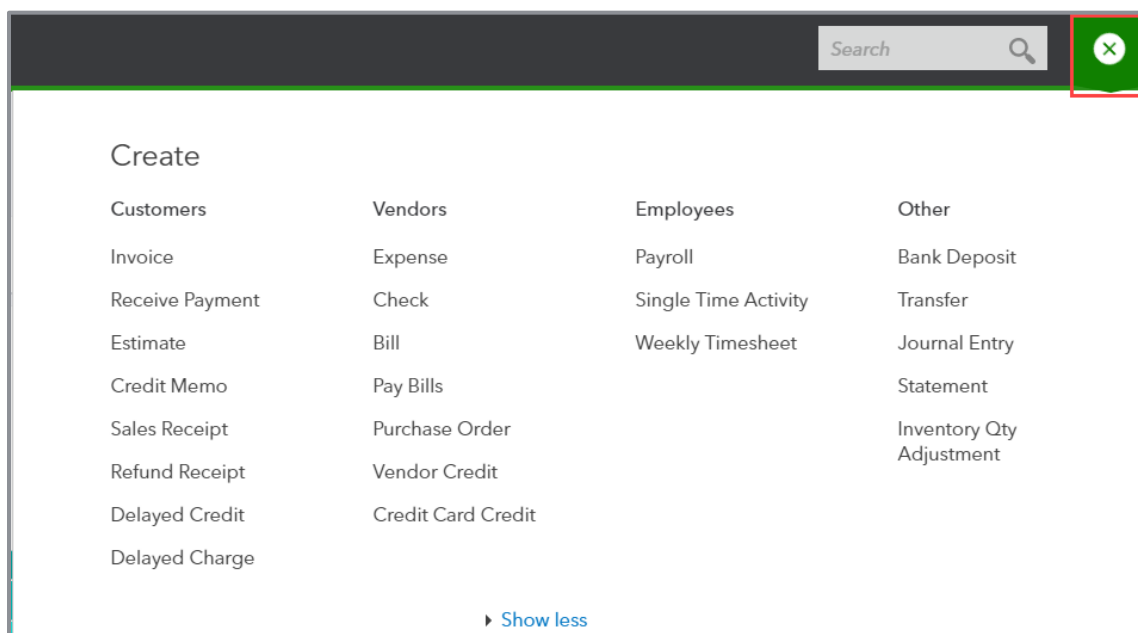 Search
Create
Customers
Invoice
Receive Payment
Estimate
Credit Memo
Sales Receipt
Refund Receipt
Delayed Credit
Delayed Charge
Vendors
Expense
Check
Bill
Pay Bills
Purchase Order
Vendor Credit
Credit Card Credit
Employees
Payroll
Single Time Activity
Weekly Timesheet
Other
Bank Deposit
Transfer
Journal Entry
Statement
Inventory Qty
Adjustment
Show less